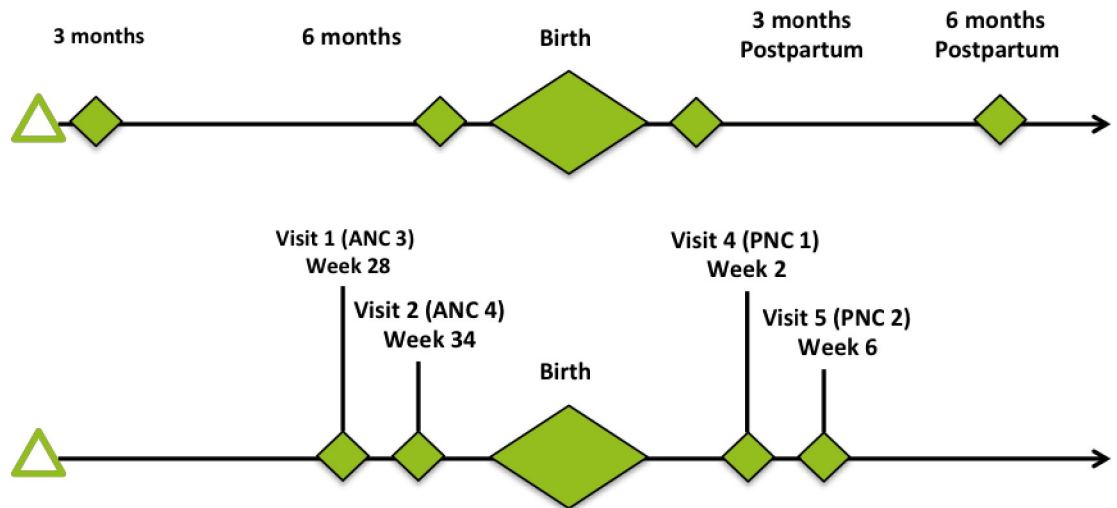 3 months
6 months
Birth
3 months
Postpartum
6 months
Postpartum
Visit 1 (ANC 3)
Week 28
Visit 2 (ANC 4)
Week 34
Birth
Visit 4 (PNC 1)
Week 2
Visit 5 (PNC 2)
Week 6